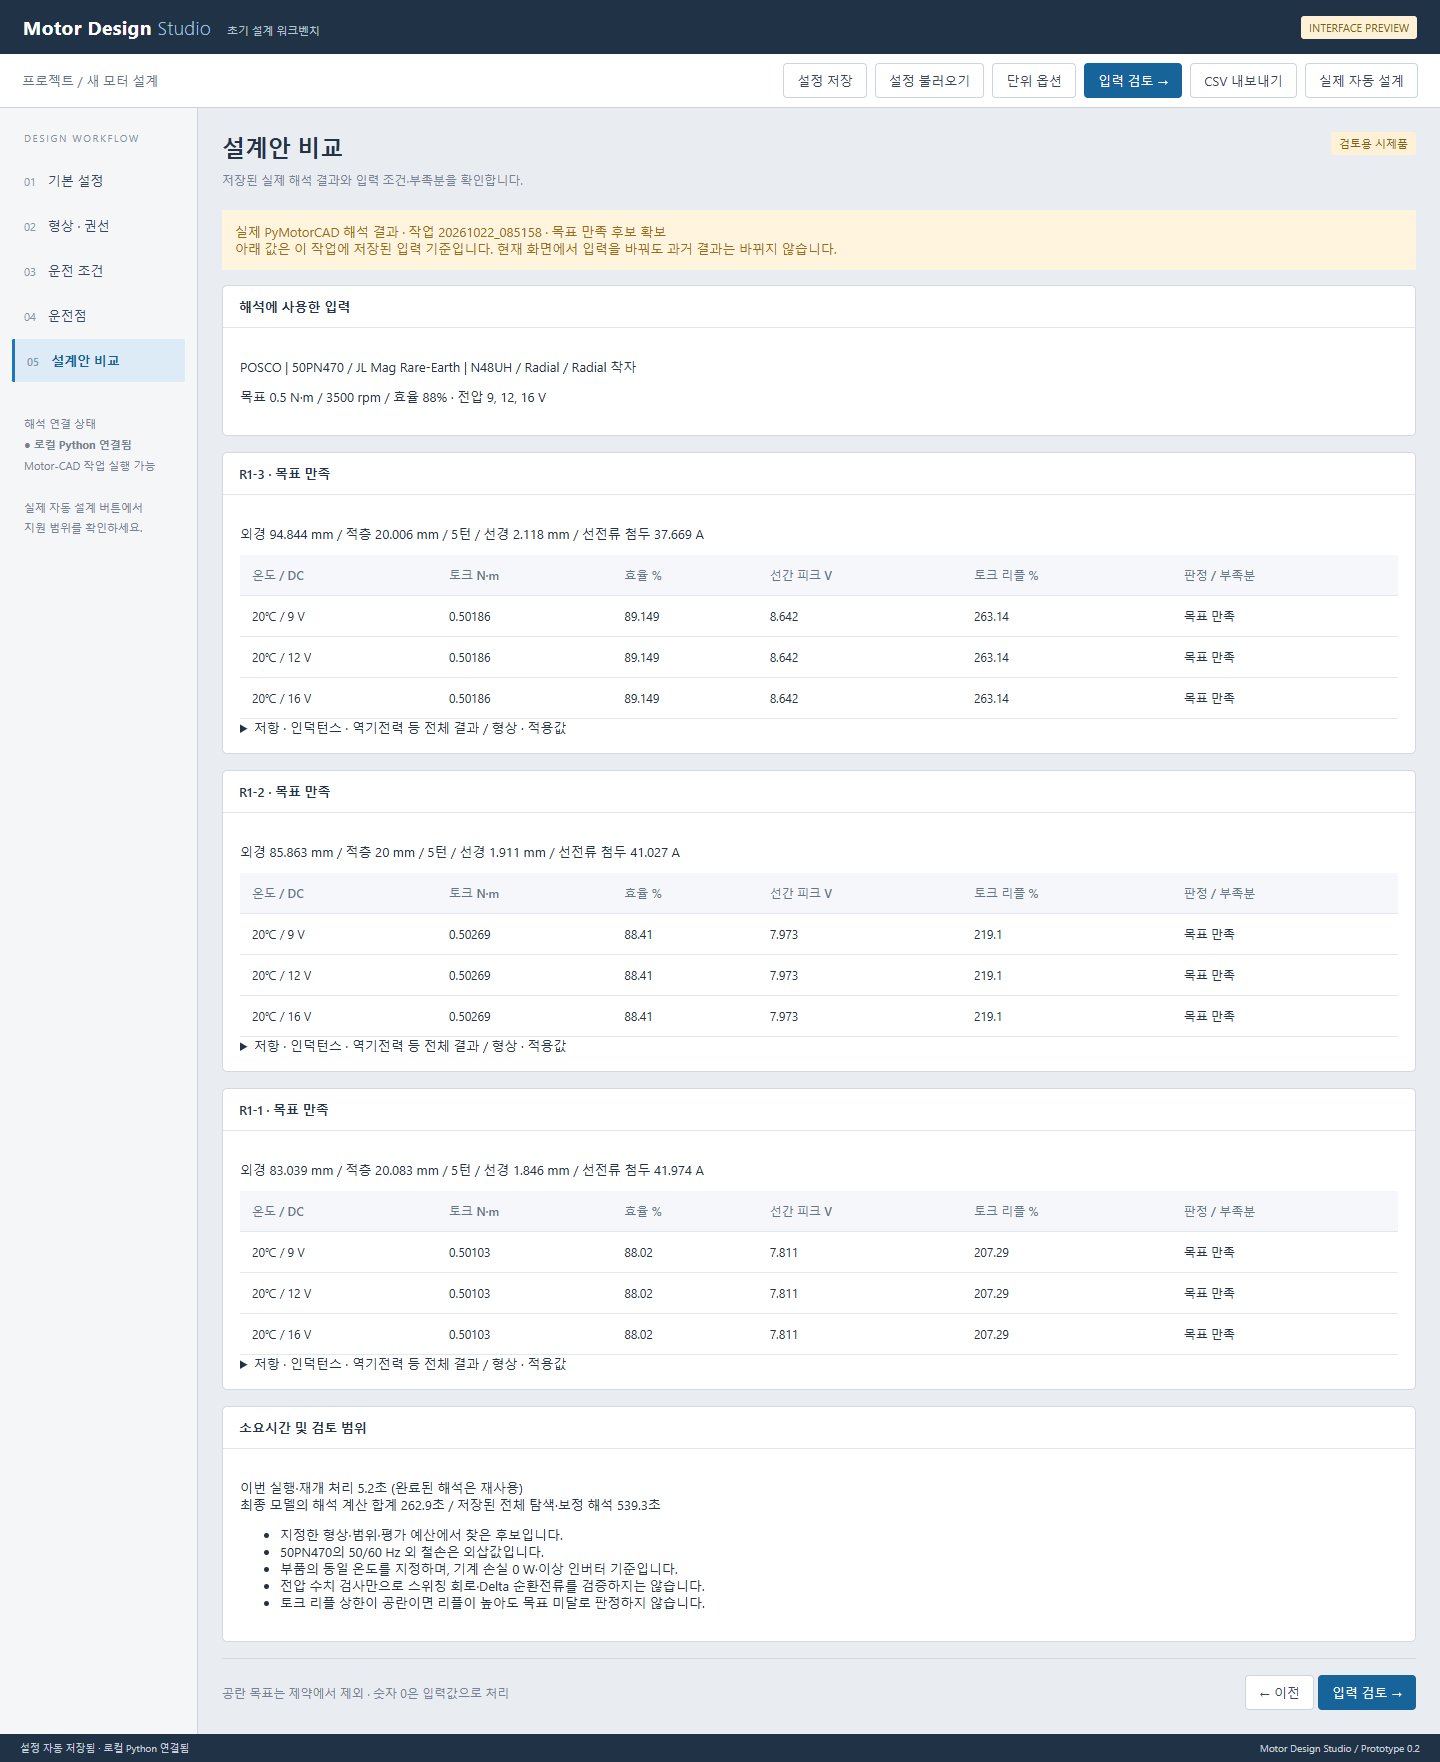 Motor Design Studio 초기 설계 워크벤치
INTERFACE PREVIEW
프로젝트 / 새 모터 설계
설정 저장
설정 불러오기
단위 옵션
입력 검토 →
CSV 내보내기
실제 자동 설계
DESIGN WORKFLOW
01 기본 설정
02 형상 · 권선
03 운전 조건
04 운전점
05 설계안 비교
해석 연결 상태
● 로컬 Python 연결됨
Motor-CAD 작업 실행 가능
실제 자동 설계 버튼에서
지원 범위를 확인하세요.
설계안 비교
검토용 시제품
저장된 실제 해석 결과와 입력 조건·부족분을 확인합니다.
실제 PyMotorCAD 해석 결과 · 작업 20261022_085158 · 목표 만족 후보 확보
아래 값은 이 작업에 저장된 입력 기준입니다. 현재 화면에서 입력을 바꿔도 과거 결과는 바뀌지 않습니다.
해석에 사용한 입력
POSCO | 50PN470 / JL Mag Rare-Earth | N48UH / Radial / Radial 착자
목표 0.5 N·m / 3500 rpm / 효율 88% · 전압 9, 12, 16 V
R1-3 · 목표 만족
외경 94.844 mm / 적층 20.006 mm / 5턴 / 선경 2.118 mm / 선전류 첨두 37.669 A
온도 / DC 토크 N·m 효율 % 선간 피크 V 토크 리플 % 판정 / 부족분
20℃ / 9 V 0.50186 89.149 8.642 263.14 목표 만족
20℃ / 12 V 0.50186 89.149 8.642 263.14 목표 만족
20℃ / 16 V 0.50186 89.149 8.642 263.14 목표 만족
▶ 저항 · 인덕턴스 · 역기전력 등 전체 결과 / 형상 · 적용값
R1-2 · 목표 만족
외경 85.863 mm / 적층 20 mm / 5턴 / 선경 1.911 mm / 선전류 첨두 41.027 A
온도 / DC 토크 N·m 효율 % 선간 피크 V 토크 리플 % 판정 / 부족분
20℃ / 9 V 0.50269 88.41 7.973 219.1 목표 만족
20℃ / 12 V 0.50269 88.41 7.973 219.1 목표 만족
20℃ / 16 V 0.50269 88.41 7.973 219.1 목표 만족
▶ 저항 · 인덕턴스 · 역기전력 등 전체 결과 / 형상 · 적용값
R1-1 · 목표 만족
외경 83.039 mm / 적층 20.083 mm / 5턴 / 선경 1.846 mm / 선전류 첨두 41.974 A
온도 / DC 토크 N·m 효율 % 선간 피크 V 토크 리플 % 판정 / 부족분
20℃ / 9 V 0.50103 88.02 7.811 207.29 목표 만족
20℃ / 12 V 0.50103 88.02 7.811 207.29 목표 만족
20℃ / 16 V 0.50103 88.02 7.811 207.29 목표 만족
▶ 저항 · 인덕턴스 · 역기전력 등 전체 결과 / 형상 · 적용값
소요시간 및 검토 범위
이번 실행·재개 처리 5.2초 (완료된 해석은 재사용)
최종 모델의 해석 계산 합계 262.9초 / 저장된 전체 탐색·보정 해석 539.3초
• 지정한 형상·범위·평가 예산에서 찾은 후보입니다.
• 50PN470의 50/60 Hz 외 철손은 외삽값입니다.
• 부품의 동일 온도를 지정하며, 기계 손실 0 W·이상 인버터 기준입니다.
• 전압 수치 검사만으로 스위칭 회로·Delta 순환전류를 검증하지는 않습니다.
• 토크 리플 상한이 공란이면 리플이 높아도 목표 미달로 판정하지 않습니다.
공란 목표는 제약에서 제외 · 숫자 0은 입력값으로 처리
← 이전
입력 검토 →
설정 자동 저장됨 · 로컬 Python 연결됨
Motor Design Studio / Prototype 0.2